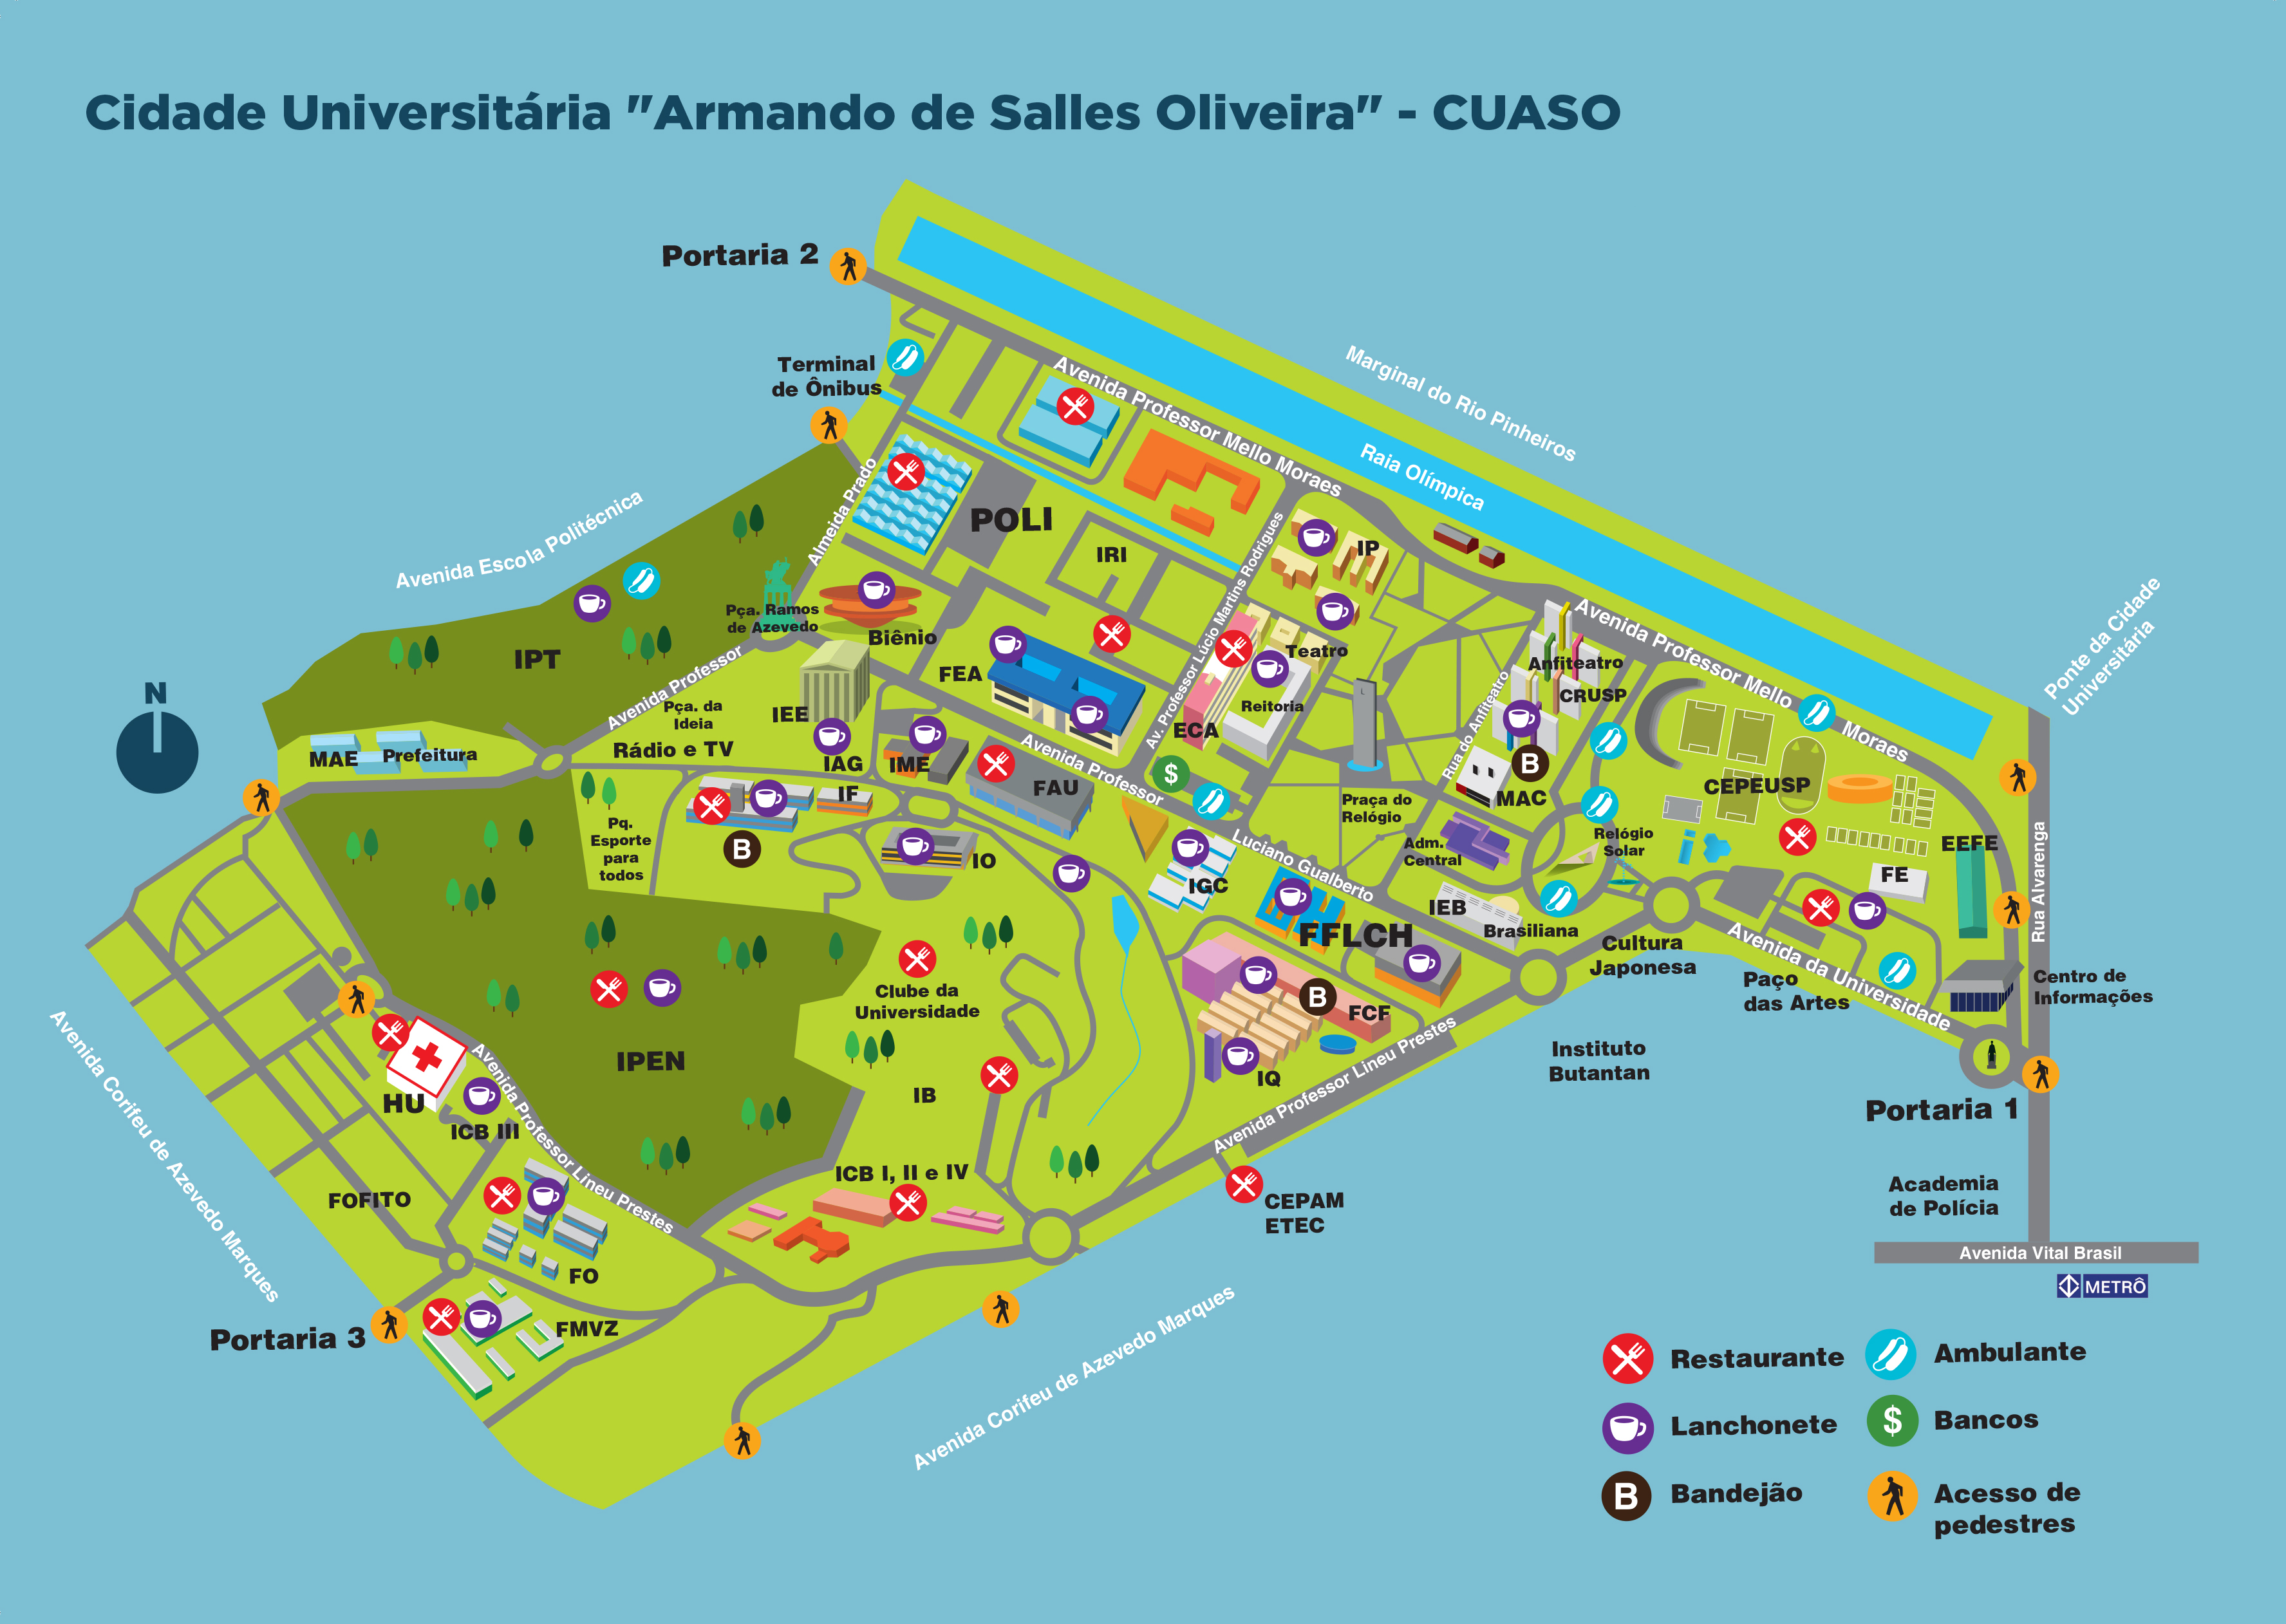 Cidade Universitária "Armando de Salles Oliveira" - CUASO
Portaria 2
Terminal
de Ônibus
Avenida Professor Mello Moraes
Marginal do Rio Pinheiros
Raia Olímpica
Avenida Escola Politécnica
Almeida Prado
POLI
IRI
IP
Av. Professor Lúcio Martins Rodrigues
Pça. Ramos
de Azevedo
Biênio
IPT
Avenida Professor
Pça. da
Ideia
Rádio e TV
IEE
IAG
FEA
IME
IF
FAU
Avenida Professor
Teatro
Reitoria
ECA
$
Anfiteatro
CRUSP
Rua do Anfiteatro
B
MAC
Avenida Professor Mello
Moraes
Ponte da Cidade
Universitária
N
MAE
Prefeitura
CEPEUSP
Praça do
Relógio
Relógio
Solar
Adm.
Central
Luciano Gualberto
EEFE
Rua Alvarenga
FE
Pq.
Esporte
para
todos
B
IO
IGC
IEB
Brasiliana
FFLCH
Cultura
Japonesa
Avenida da Universidade
Paço
das Artes
Centro de
Informações
Clube da
Universidade
B
FCF
IQ
Avenida Professor Lineu Prestes
Instituto
Butantan
IPEN
IB
HU
ICB III
Avenida Professor Lineu Prestes
Avenida Corifeu de Azevedo Marques
Portaria 1
ICB I, II e IV
CEPAM
ETEC
Academia
de Polícia
FOFITO
FO
Avenida Vital Brasil
METRÔ
Portaria 3
FMVZ
Avenida Corifeu de Azevedo Marques
Restaurante
Ambulante
Lanchonete
$
Bancos
B
Bandejão
Acesso de
pedestres